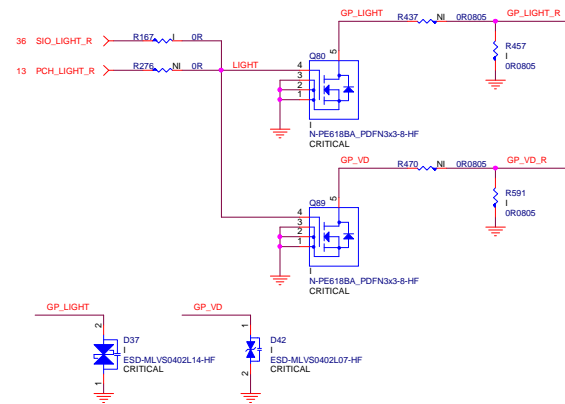 GP_LIGHT R437 NI 0R0805 GP_LIGHT_R
36 SIO_LIGHT_R R167 I 0R
R457
I
0R0805
13 PCH_LIGHT_R R276 NI 0R LIGHT
Q80
5
4
3
2
1
I
N-PE618BA_PDFN3x3-8-HF
CRITICAL
GP_VD R470 NI 0R0805 GP_VD_R
R591
I
0R0805
Q89
5
4
3
2
1
I
N-PE618BA_PDFN3x3-8-HF
CRITICAL
GP_LIGHT GP_VD
2
D37
I
ESD-MLVS0402L14-HF
CRITICAL
1
1
D42
I
ESD-MLVS0402L07-HF
CRITICAL
2